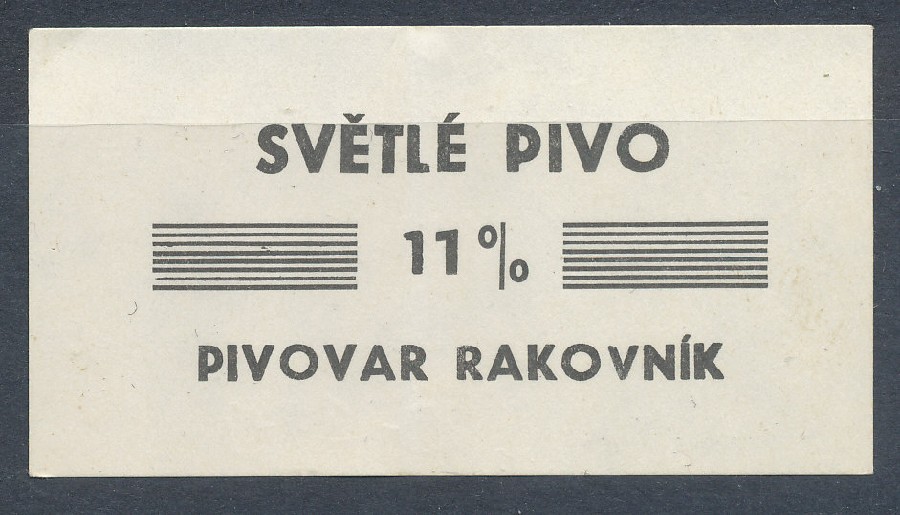 SVĚTLÉ PIVO
11%
PIVOVAR RAKOVNÍK